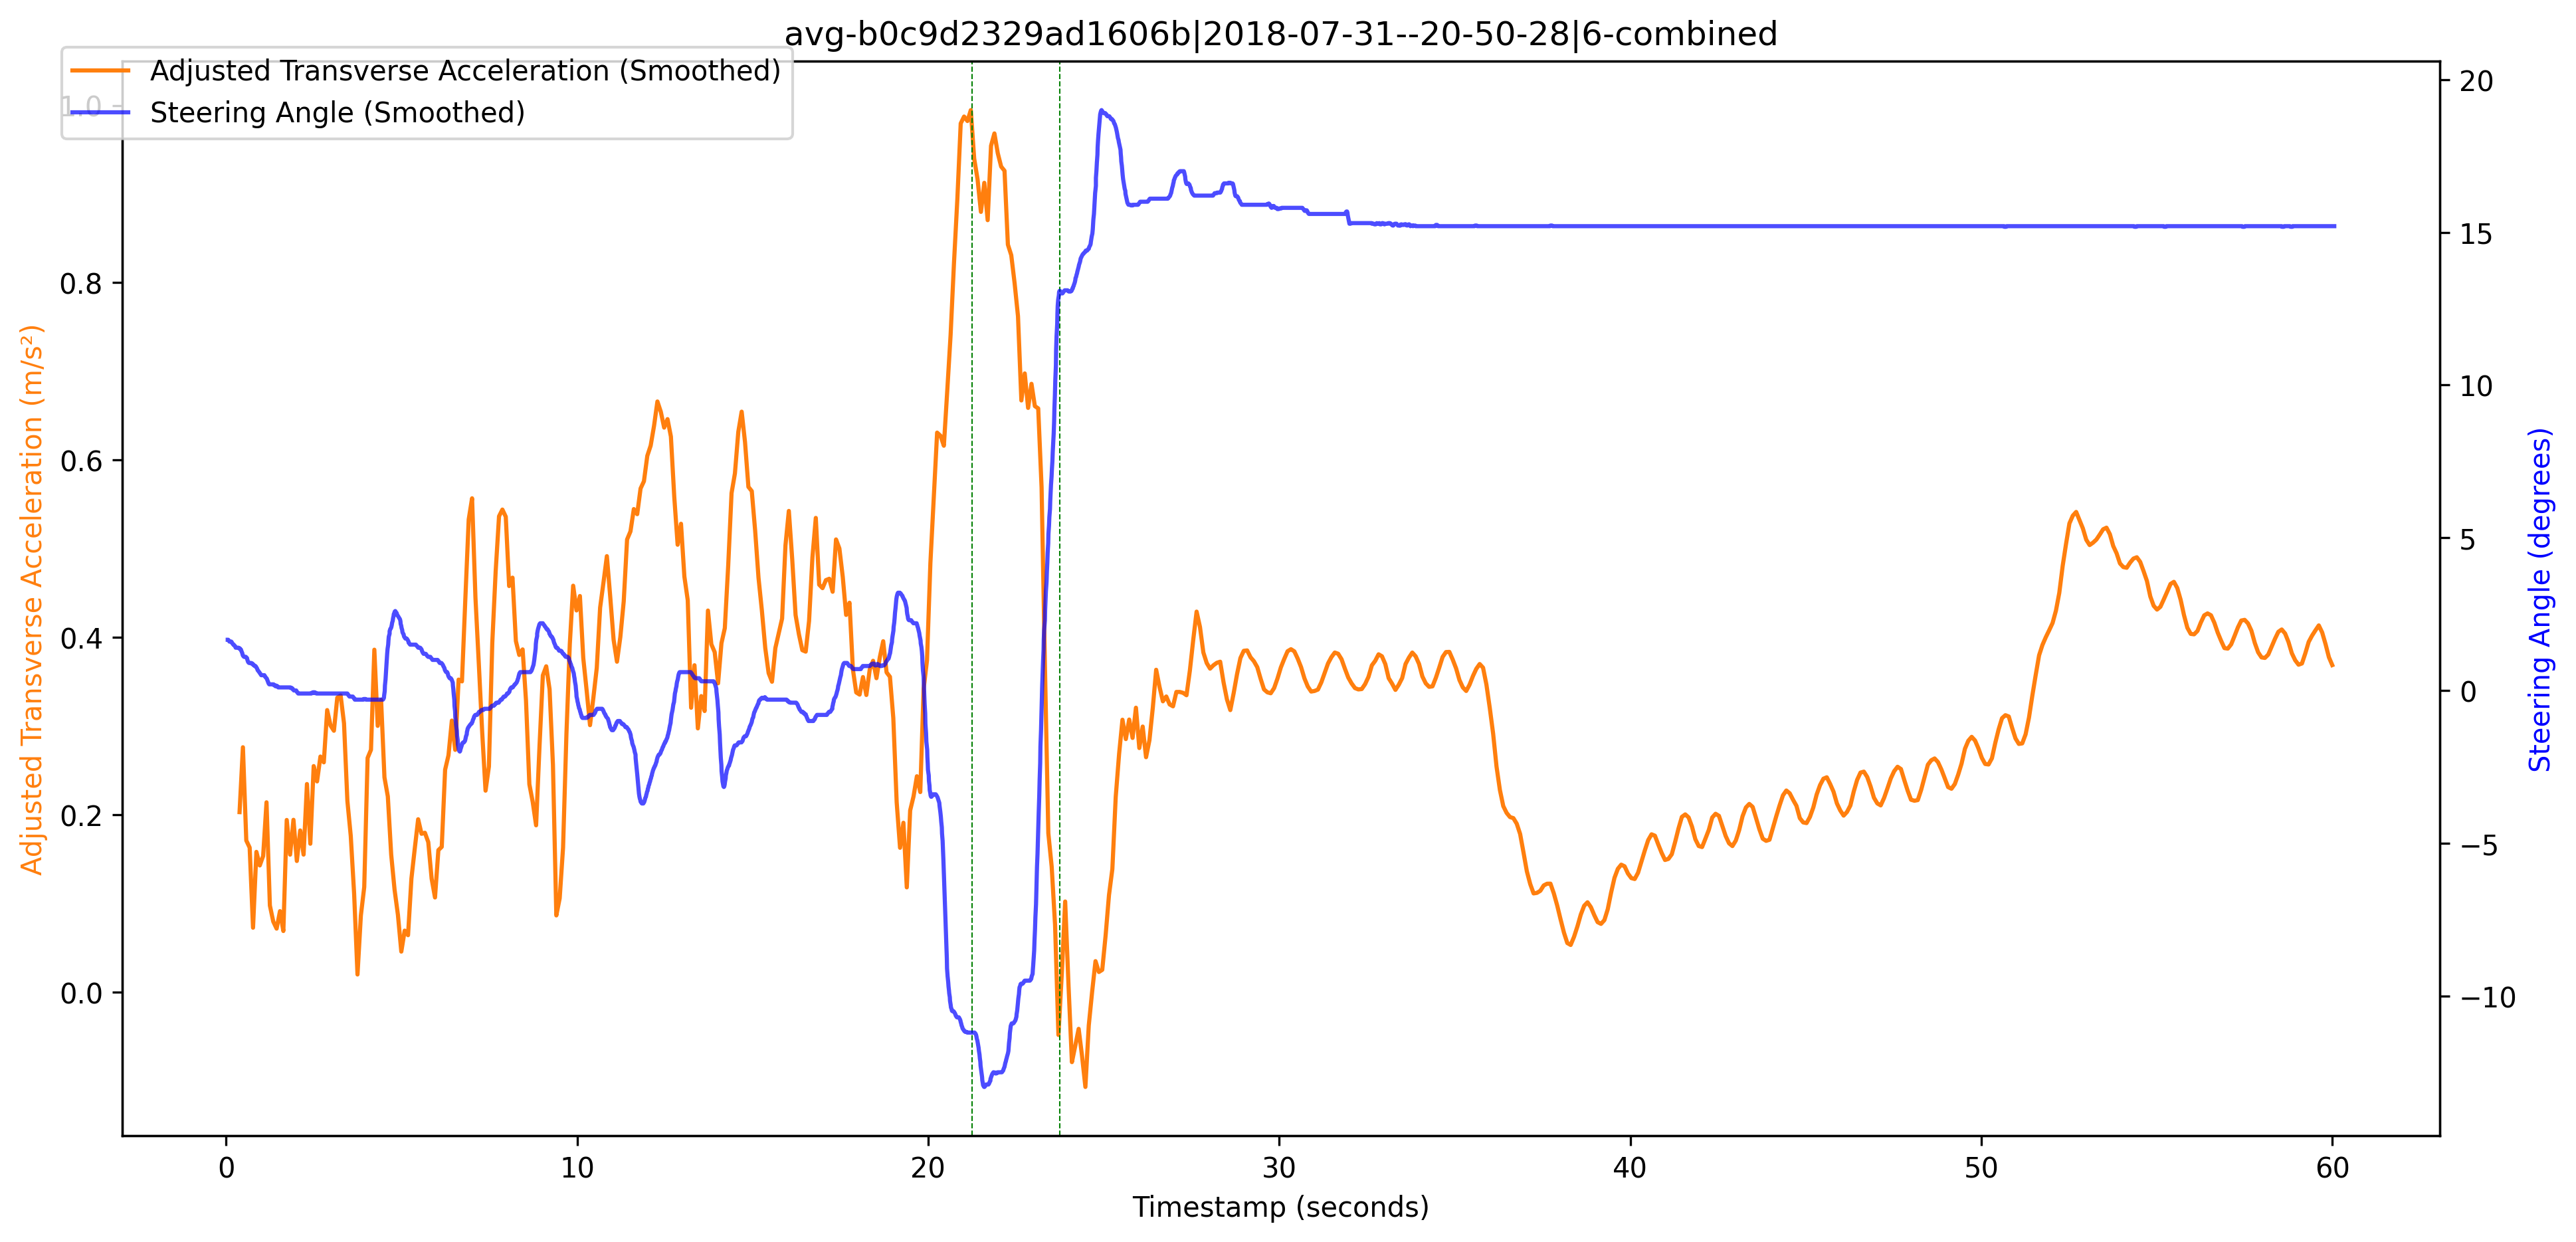 avg-b0c9d2329ad1606b|2018-07-31--20-50-28|6-combined
Adjusted Transverse Acceleration (Smoothed)
Steering Angle (Smoothed)
1.0
0.8
0.6
0.4
0.2
0.0
Adjusted Transverse Acceleration (m/s²)
20
15
10
5
0
−5
−10
Steering Angle (degrees)
0 10 20 30 40 50 60
Timestamp (seconds)